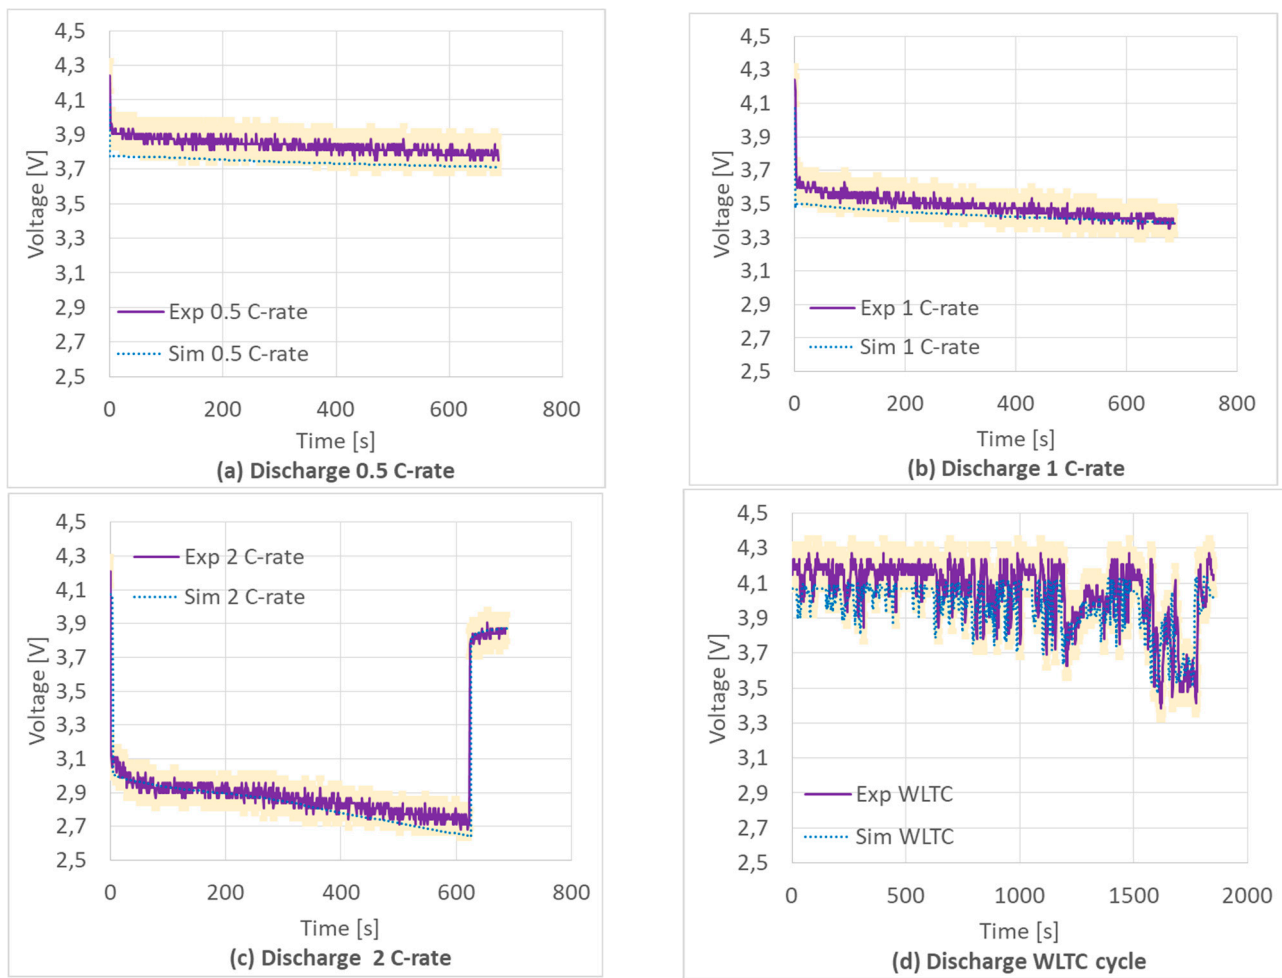 4,5
4,3
4,1
3,9
3,7
3,5
3,3
3,1
2,9
2,7
2,5
Voltage [V]
Exp 0.5 C-rate
Sim 0.5 C-rate
0 200 400 600 800
Time [s]
(a) Discharge 0.5 C-rate
4,5
4,3
4,1
3,9
3,7
3,5
3,3
3,1
2,9
2,7
2,5
Voltage [V]
Exp 1 C-rate
Sim 1 C-rate
0 200 400 600 800
Time [s]
(b) Discharge 1 C-rate
4,5
4,3
4,1
3,9
3,7
3,5
3,3
3,1
2,9
2,7
2,5
Voltage [V]
Exp 2 C-rate
Sim 2 C-rate
0 200 400 600 800
Time [s]
(c) Discharge 2 C-rate
4,5
4,3
4,1
3,9
3,7
3,5
3,3
3,1
2,9
2,7
2,5
Voltage [V]
Exp WLTC
Sim WLTC
0 500 1000 1500 2000
Time [s]
(d) Discharge WLTC cycle